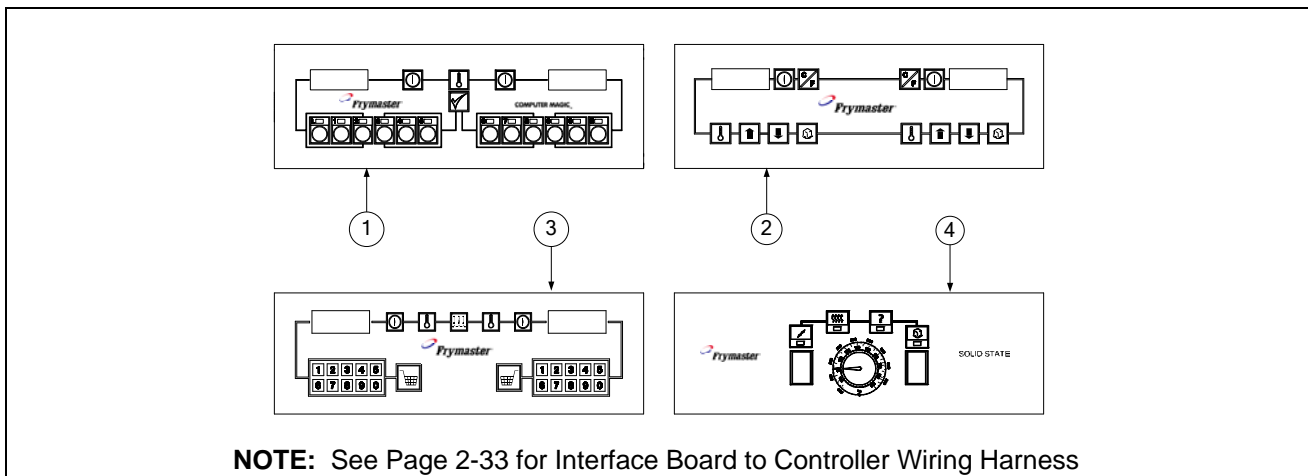 Frymaster
COMPUTER MAGIC
C/F C/F
Frymaster
1
2
3
4
Frymaster
1 2 3 4 5
6 7 8 9 0
1 2 3 4 5
6 7 8 9 0
?
Frymaster
SOLID STATE
NOTE: See Page 2-33 for Interface Board to Controller Wiring Harness